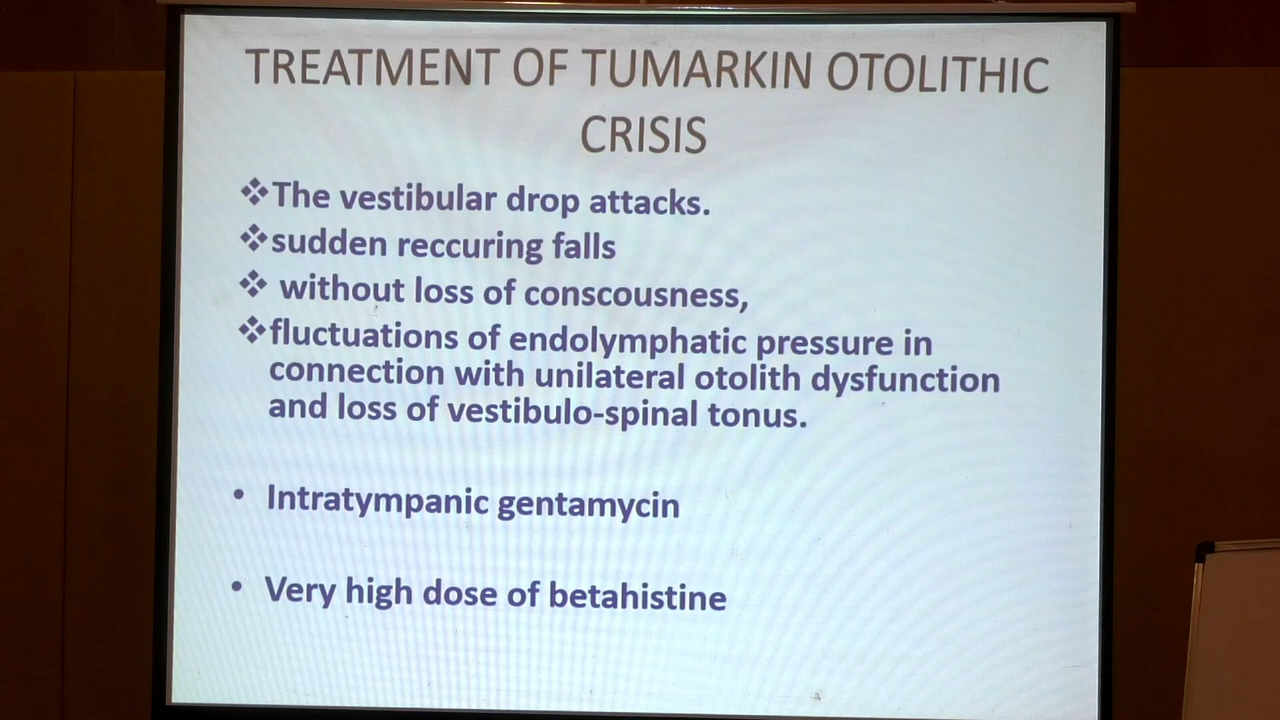 TREATMENT OF TUMARKIN OTOLITHIC
CRISIS
❖The vestibular drop attacks.
❖sudden reccuring falls
❖ without loss of conscousness,
❖fluctuations of endolymphatic pressure in
connection with unilateral otolith dysfunction
and loss of vestibulo-spinal tonus.
• Intratympanic gentamycin
• Very high dose of betahistine